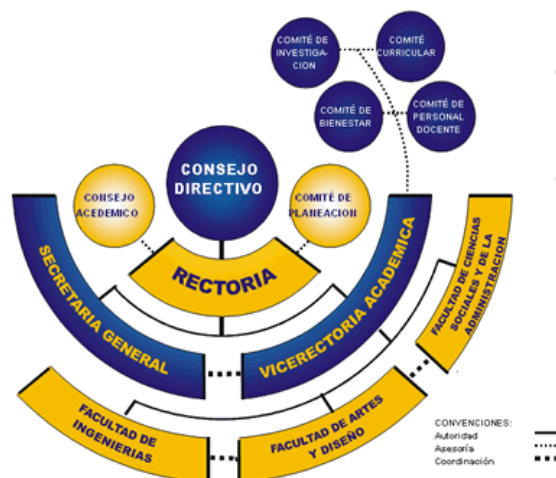 COMITÉ DE
INVESTIGA-
CION
COMITÉ
CURRICULAR
COMITÉ DE
BIENESTAR
COMITÉ DE
PERSONAL
DOCENTE
CONSEJO
DIRECTIVO
CONSEJO
ACEDEMICO
COMITÉ DE
PLANEACION
RECTORIA
SECRETARIA GENERAL
VICERECTORIA ACADEMICA
FACULTAD DE CIENCIAS
SOCIALES Y DE LA
ADMINISTRACION
FACULTAD DE
INGENIERIAS
FACULTAD DE ARTES
Y DISEÑO
CONVENCIONES:
Autoridad
Asesoría
Coordinación